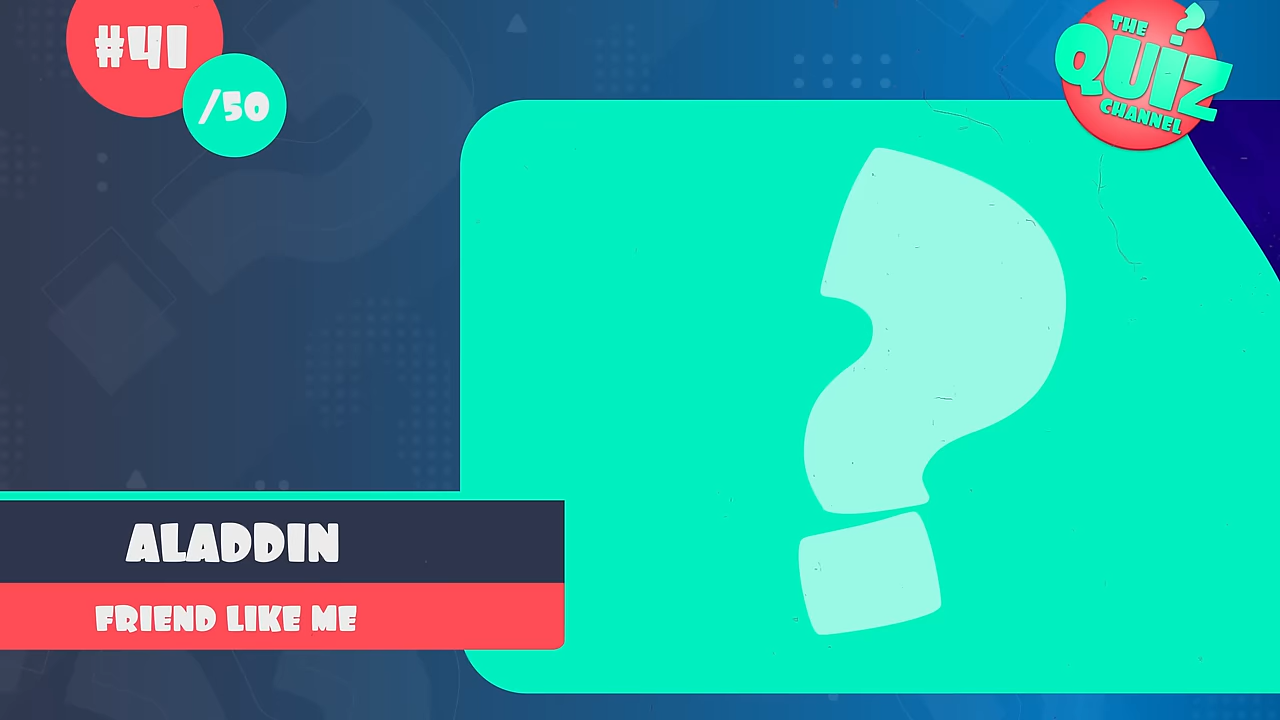 #41
/50
THE
QUIZ
CHANNEL
ALADDIN
FRIEND LIKE ME